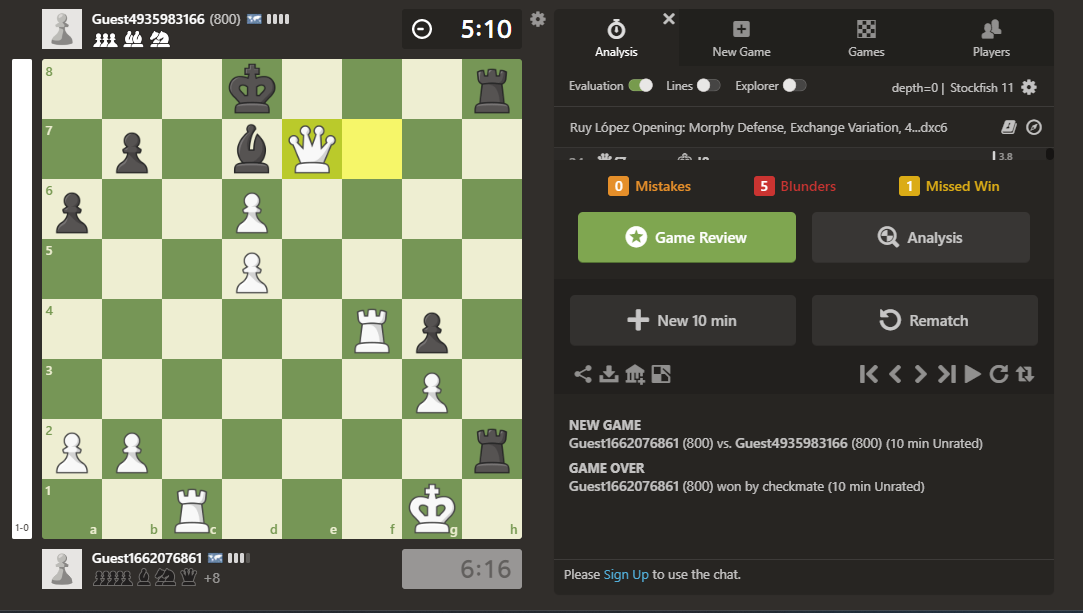 Guest4935983166 (800)
5:10
8
7
6
5
4
3
2
1
a b c d e f g h
1-0
Guest1662076861
+8
6:16
Analysis
New Game
Games
Players
Evaluation Lines Explorer depth=0 | Stockfish 11
Ruy López Opening: Morphy Defense, Exchange Variation, 4...dxc6
3.8
0 Mistakes 5 Blunders 1 Missed Win
Game Review Analysis
New 10 min Rematch
NEW GAME
Guest1662076861 (800) vs. Guest4935983166 (800) (10 min Unrated)
GAME OVER
Guest1662076861 (800) won by checkmate (10 min Unrated)
Please Sign Up to use the chat.